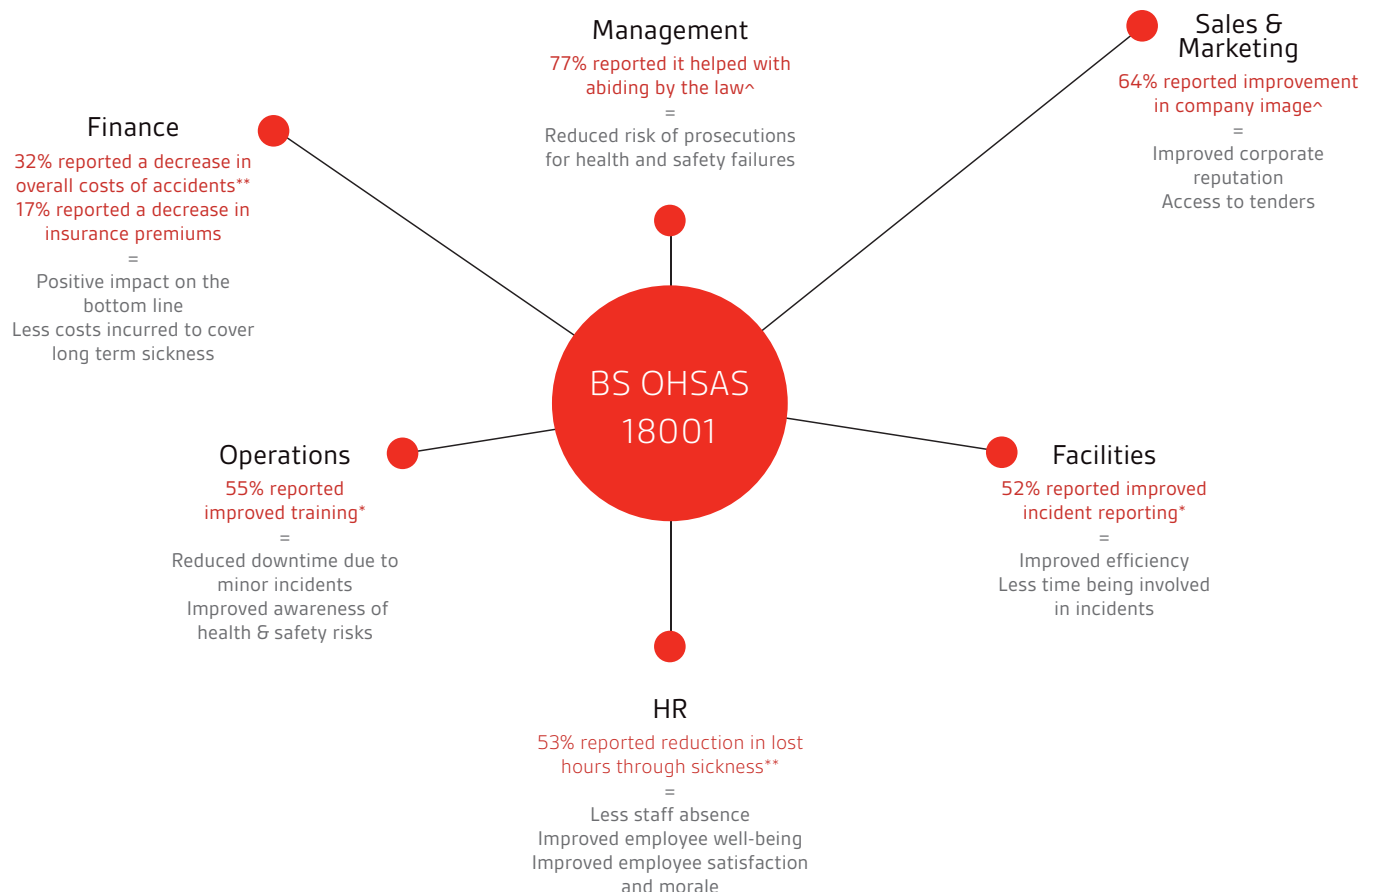 Management
77% reported it helped with
abiding by the law^
=
Reduced risk of prosecutions
for health and safety failures
Sales &
Marketing
64% reported improvement
in company image^
=
Improved corporate
reputation
Access to tenders
Finance
32% reported a decrease in
overall costs of accidents**
17% reported a decrease in
insurance premiums
=
Positive impact on the
bottom line
Less costs incurred to cover
long term sickness
BS OHSAS
18001
Operations
55% reported
improved training*
=
Reduced downtime due to
minor incidents
Improved awareness of
health & safety risks
Facilities
52% reported improved
incident reporting*
=
Improved efficiency
Less time being involved
in incidents
HR
53% reported reduction in lost
hours through sickness**
=
Less staff absence
Improved employee well-being
Improved employee satisfaction
and morale